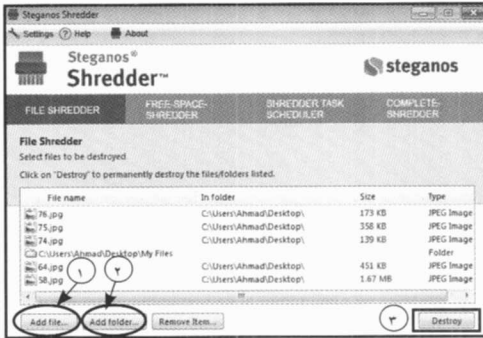 Steganos Shredder
Settings Help About
Steganos®
Shredder™
steganos
FILE SHREDDER FREE-SPACE-SHREDDER SHREDDER TASK SCHEDULER COMPLETE-SHREDDER
File Shredder
Select files to be destroyed
Click on "Destroy" to permanently destroy the files/folders listed.
File name In folder Size Type
76.jpg C:\Users\Ahmad\Desktop\ 173 KB JPEG Image
75.jpg C:\Users\Ahmad\Desktop\ 358 KB JPEG Image
74.jpg C:\Users\Ahmad\Desktop\ 139 KB JPEG Image
C:\Users\Ahmad\Desktop\My Files Folder
64.jpg C:\Users\Ahmad\Desktop\ 451 KB JPEG Image
58.jpg C:\Users\Ahmad\Desktop\ 1.67 MB JPEG Image
١ ٢
Add file... Add folder... Remove Item... ٣ Destroy